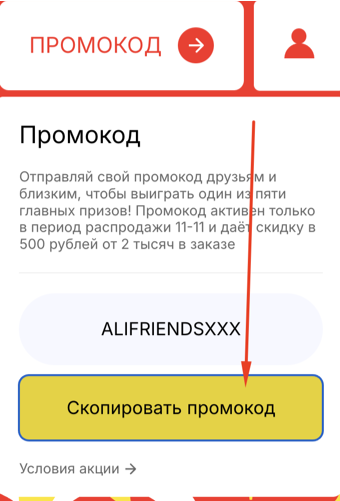 ПРОМОКОД
Промокод
Отправляй свой промокод друзьям и
близким, чтобы выиграть один из пяти
главных призов! Промокод активен только
в период распродажи 11-11 и даёт скидку в
500 рублей от 2 тысяч в заказе
ALIFRIENDSXXX
Скопировать промокод
Условия акции →